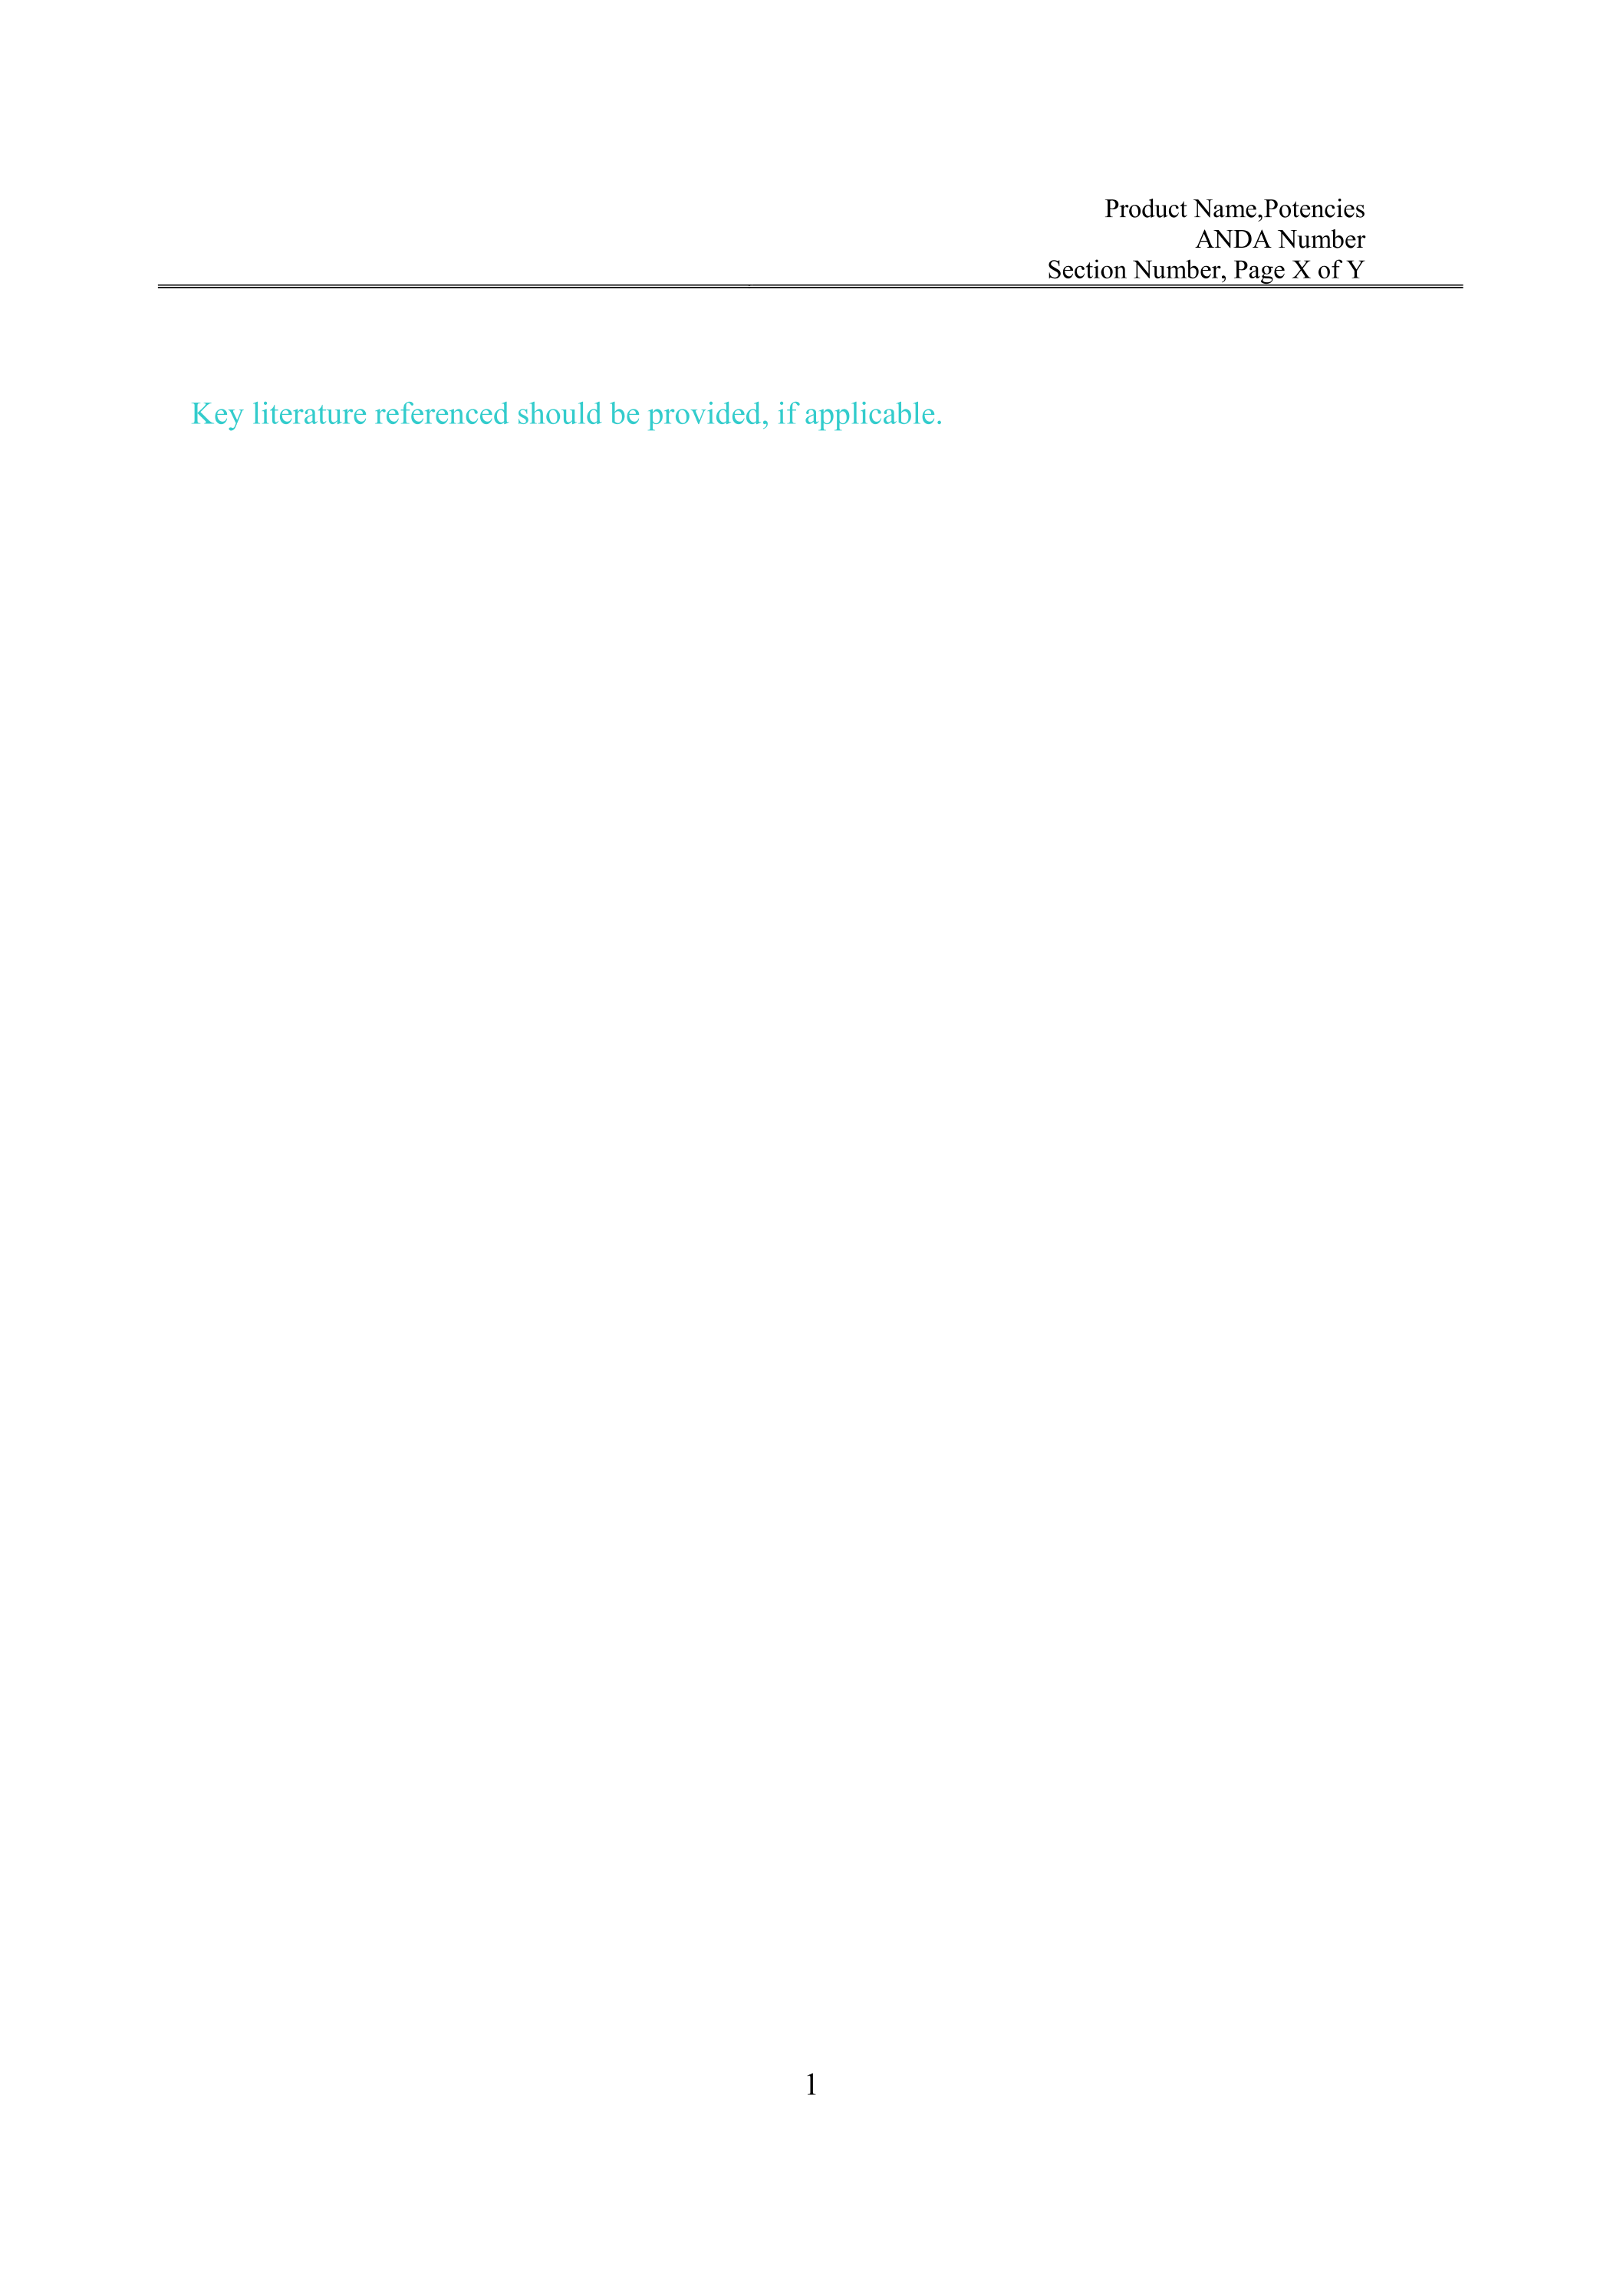 Product Name,Potencies
ANDA Number
Section Number, Page X of Y
Key literature referenced should be provided, if applicable.
1